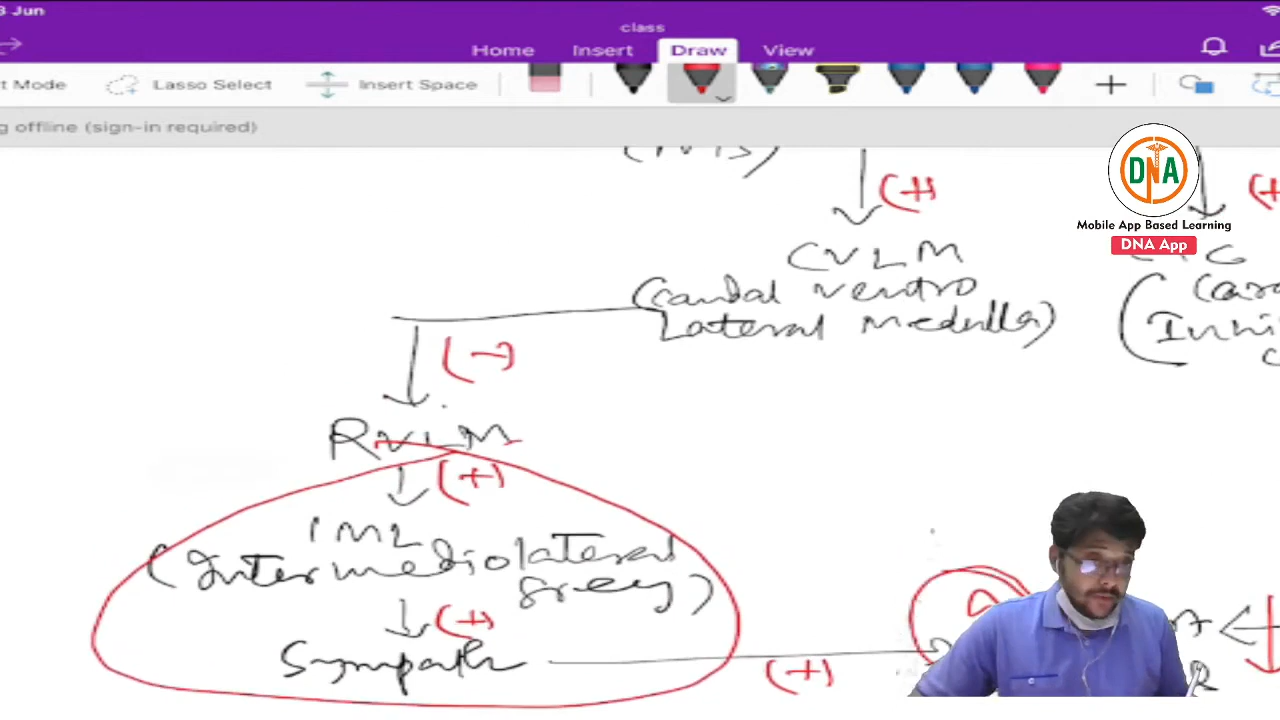 3 Jun
class
Home Insert Draw View
t Mode Lasso Select Insert Space
g offline (sign-in required)
DNA
Mobile App Based Learning
DNA App
(+)
CVLM
(Caudal ventro
Lateral medulla)
(-)
RVLM
(+)
IML
(Intermediolateral
Grey)
(+)
Sympath
(+)